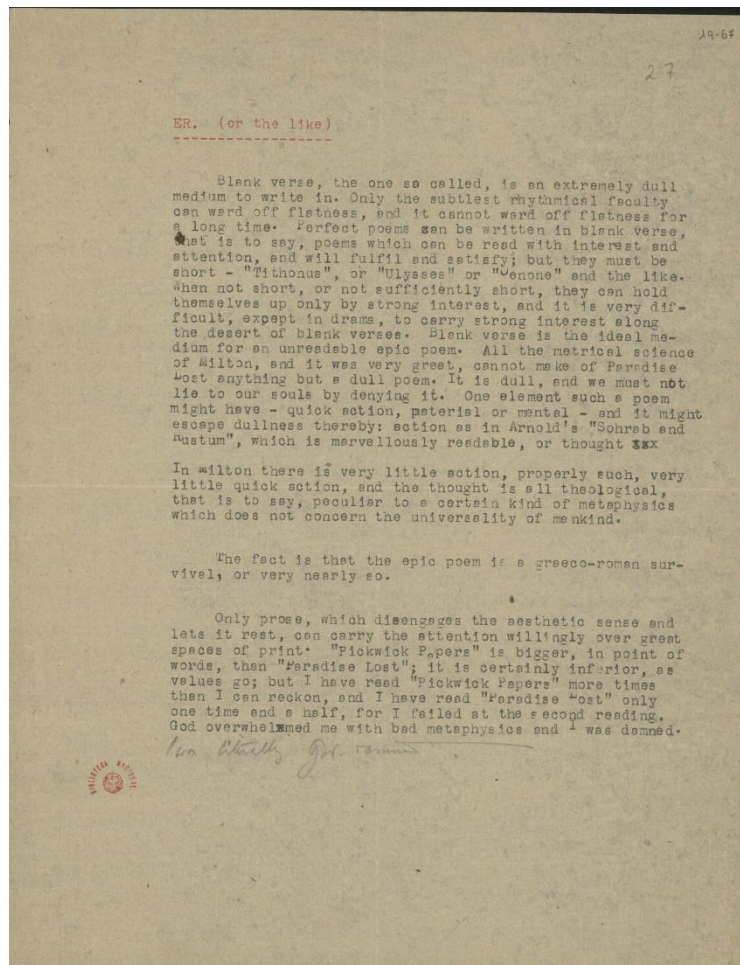 19-67
27
ER. (or the like)
Blank verse, the one so called, is an extremely dull
medium to write in. Only the subtlest rhythmical faculty
can ward off flatness, and it cannot ward off flatness for
a long time. Perfect poems can be written in blank verse,
that is to say, poems which can be read with interest and
attention, and will fulfil and satisfy; but they must be
short - "Tithonus", or "Ulysses" or "Oenone" and the like.
When not short, or not sufficiently short, they can hold
themselves up only by strong interest, and it is very dif-
ficult, except in drama, to carry strong interest along
the desert of blank verses. Blank verse is the ideal me-
dium for an unreadable epic poem. All the metrical science
of Milton, and it was very great, cannot make of Paradise
Lost anything but a dull poem. It is dull, and we must not
lie to our souls by denying it. One element such a poem
might have - quick action, material or mental - and it might
escape dullness thereby: action as in Arnold's "Sohrab and
Rustum", which is marvellously readable, or thought xxx
In Milton there is very little action, properly such, very
little quick action, and the thought is all theological,
that is to say, peculiar to a certain kind of metaphysics
which does not concern the universality of mankind.
The fact is that the epic poem is a graeco-roman sur-
vival, or very nearly so.
Only prose, which disengages the aesthetic sense and
lets it rest, can carry the attention willingly over great
spaces of print. "Pickwick Papers" is bigger, in point of
words, than "Paradise Lost"; it is certainly inferior, as
values go; but I have read "Pickwick Papers" more times
than I can reckon, and I have read "Paradise Lost" only
one time and a half, for I failed at the second reading.
God overwhelmed me with bad metaphysics and I was damned.
I was literally God-
BIBLIOTECA NACIONAL